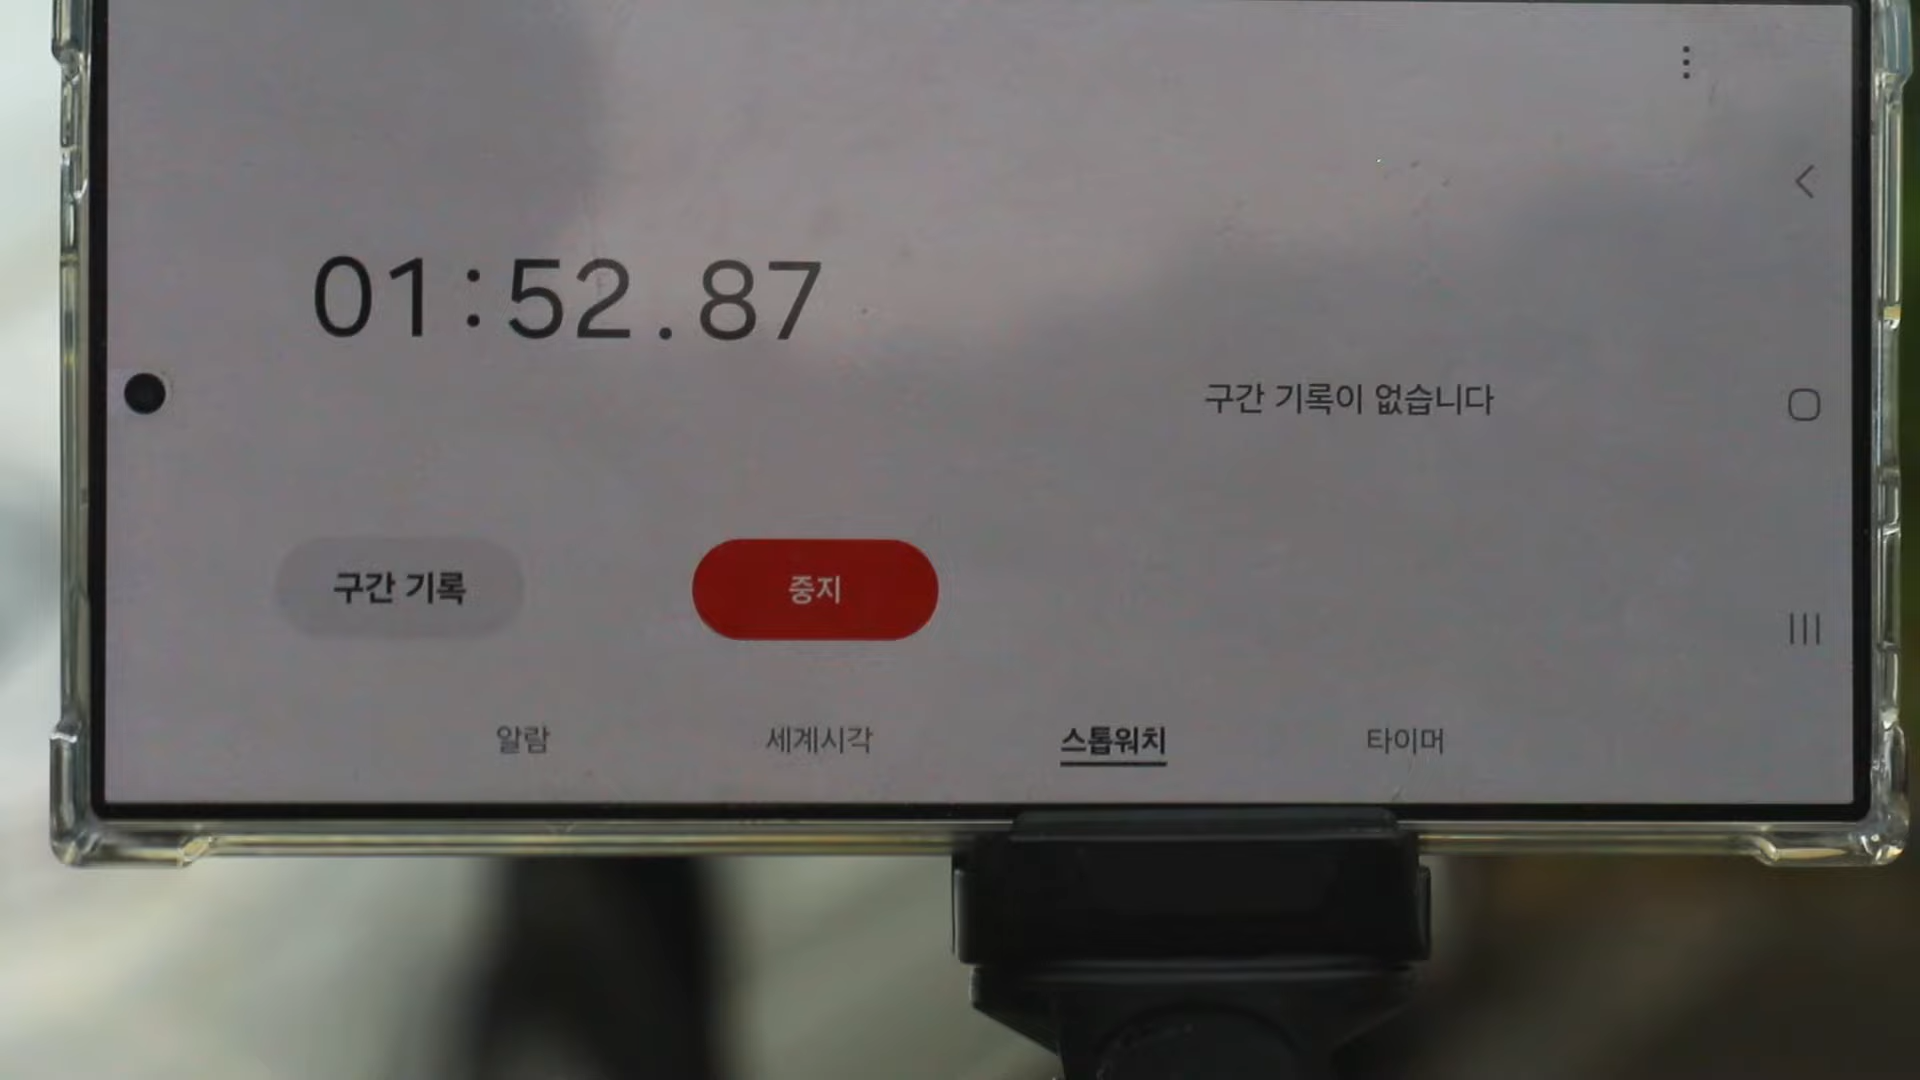 01:52.87
구간 기록이 없습니다
구간 기록
중지
알람
세계시각
스톱워치
타이머